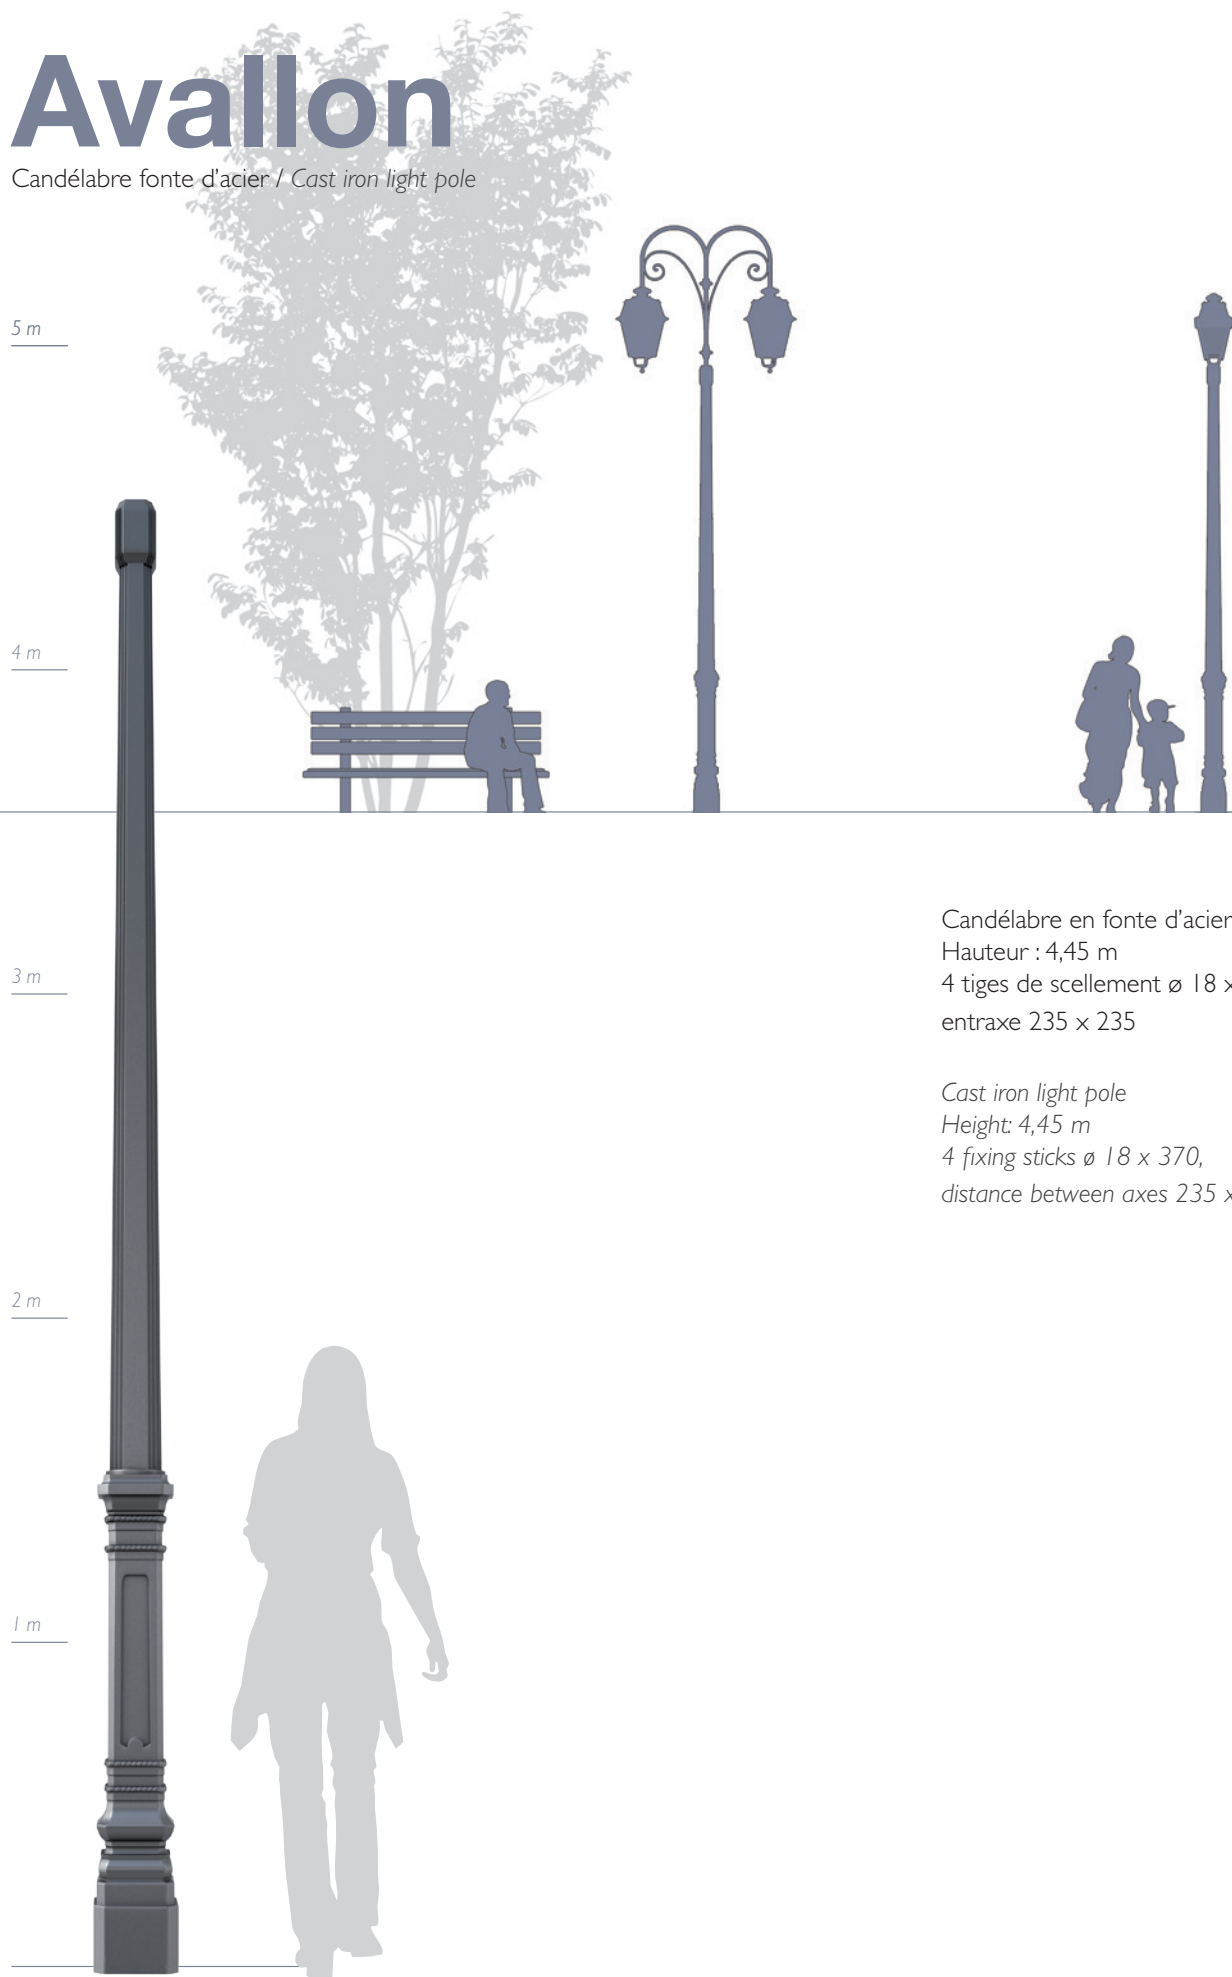 Avallon
Candélabre fonte d'acier / Cast iron light pole
5 m
4 m
3 m
2 m
1 m
Candélabre en fonte d'acier
Hauteur : 4,45 m
4 tiges de scellement ø 18 x
entraxe 235 x 235
Cast iron light pole
Height: 4,45 m
4 fixing sticks ø 18 x 370,
distance between axes 235 x